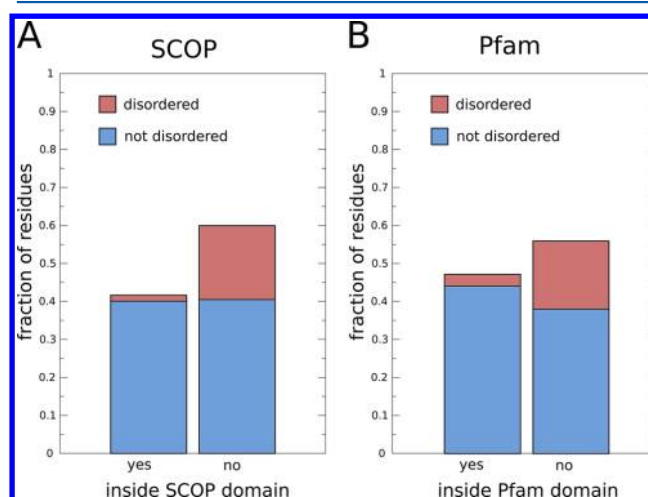 A
SCOP
1
0.9
0.8
0.7
0.6
0.5
0.4
0.3
0.2
0.1
0
fraction of residues
disordered
not disordered
yes
no
inside SCOP domain
B
Pfam
1
0.9
0.8
0.7
0.6
0.5
0.4
0.3
0.2
0.1
0
fraction of residues
disordered
not disordered
yes
no
inside Pfam domain